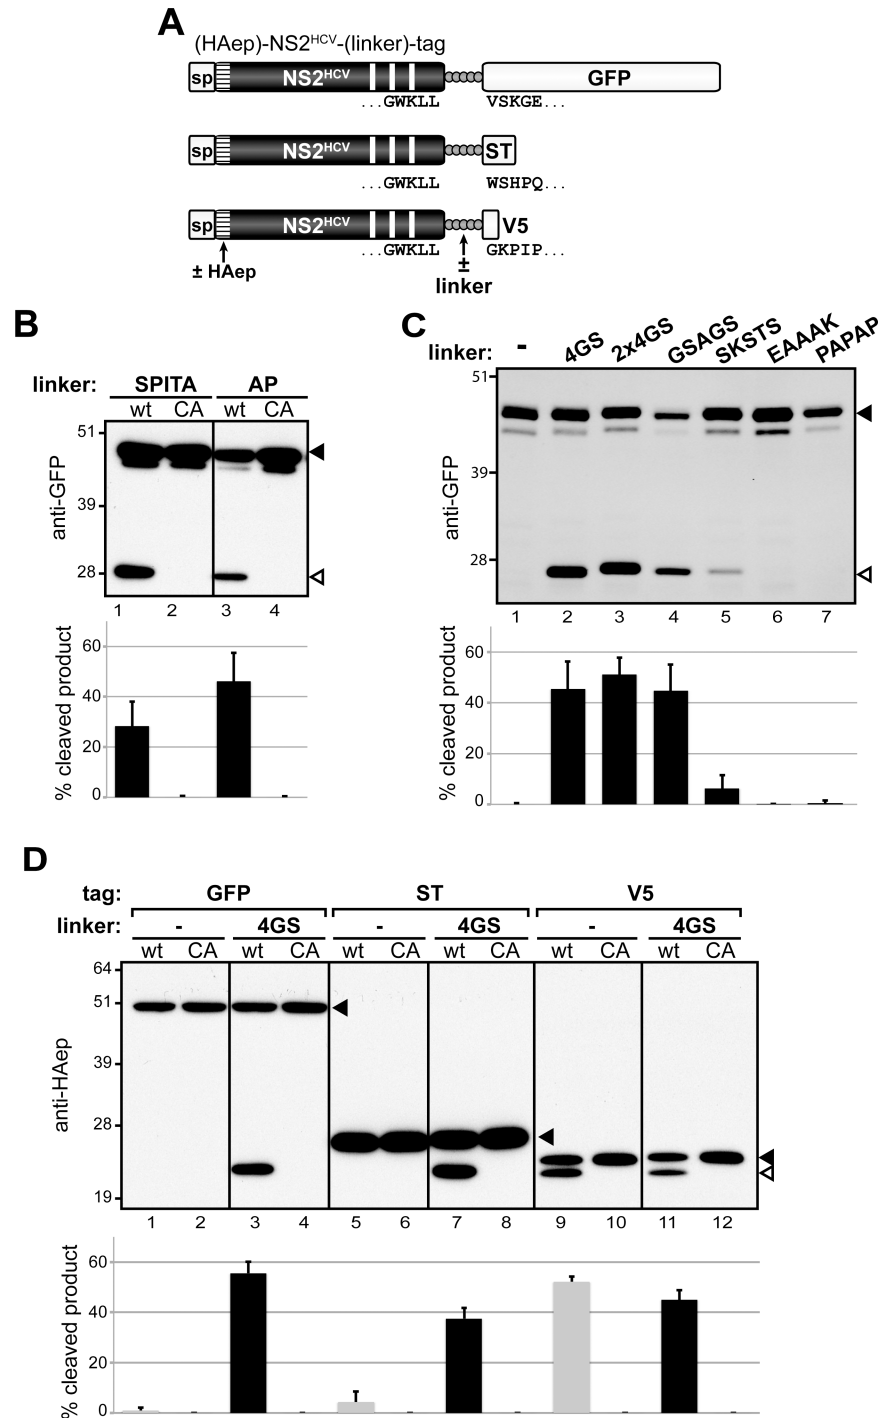 A
(HAep)-NS2HCV-(linker)-tag
sp NS2HCV GFP
...GWKLL VSKGE...
sp NS2HCV ST
...GWKLL WSHPQ...
sp NS2HCV V5
...GWKLL GKPIP...
± HAep ± linker
B
linker: SPITA AP
wt CA wt CA
51
39
28
anti-GFP
1 2 3 4
% cleaved product
60
40
20
0
C
linker: - 4GS 2x4GS GSAGS SKSTS EAAAK PAPAP
51
39
28
anti-GFP
1 2 3 4 5 6 7
% cleaved product
60
40
20
0
D
tag: GFP ST V5
linker: - 4GS - 4GS - 4GS
wt CA wt CA wt CA wt CA wt CA wt CA
64
51
39
28
19
anti-HAep
1 2 3 4 5 6 7 8 9 10 11 12
% cleaved product
60
40
20
0